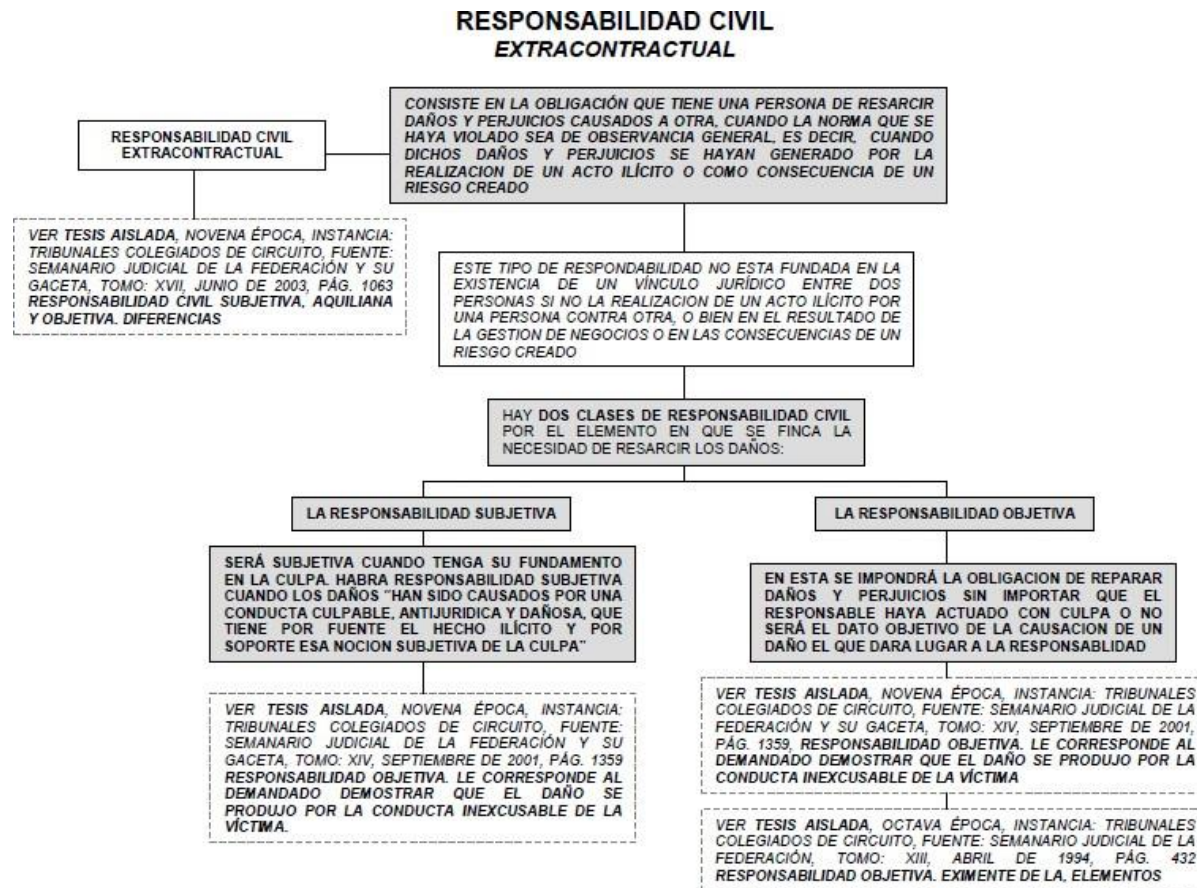 RESPONSABILIDAD CIVIL
EXTRACONTRACTUAL
RESPONSABILIDAD CIVIL
EXTRACONTRACTUAL
CONSISTE EN LA OBLIGACIÓN QUE TIENE UNA PERSONA DE RESARCIR
DAÑOS Y PERJUICIOS CAUSADOS A OTRA, CUANDO LA NORMA QUE SE
HAYA VIOLADO SEA DE OBSERVANCIA GENERAL, ES DECIR, CUANDO
DICHOS DAÑOS Y PERJUICIOS SE HAYAN GENERADO POR LA
REALIZACION DE UN ACTO ILÍCITO O COMO CONSECUENCIA DE UN
RIESGO CREADO
VER TESIS AISLADA, NOVENA ÉPOCA, INSTANCIA:
TRIBUNALES COLEGIADOS DE CIRCUITO, FUENTE:
SEMANARIO JUDICIAL DE LA FEDERACIÓN Y SU
GACETA, TOMO: XVII, JUNIO DE 2003, PÁG. 1063
RESPONSABILIDAD CIVIL SUBJETIVA, AQUILIANA
Y OBJETIVA. DIFERENCIAS
ESTE TIPO DE RESPONDABILIDAD NO ESTA FUNDADA EN LA
EXISTENCIA DE UN VÍNCULO JURÍDICO ENTRE DOS
PERSONAS SI NO LA REALIZACION DE UN ACTO ILÍCITO POR
UNA PERSONA CONTRA OTRA, O BIEN EN EL RESULTADO DE
LA GESTION DE NEGOCIOS O EN LAS CONSECUENCIAS DE UN
RIESGO CREADO
HAY DOS CLASES DE RESPONSABILIDAD CIVIL
POR EL ELEMENTO EN QUE SE FINCA LA
NECESIDAD DE RESARCIR LOS DAÑOS:
LA RESPONSABILIDAD SUBJETIVA
SERÁ SUBJETIVA CUANDO TENGA SU FUNDAMENTO
EN LA CULPA. HABRA RESPONSABILIDAD SUBJETIVA
CUANDO LOS DAÑOS "HAN SIDO CAUSADOS POR UNA
CONDUCTA CULPABLE, ANTIJURIDICA Y DAÑOSA, QUE
TIENE POR FUENTE EL HECHO ILÍCITO Y POR
SOPORTE ESA NOCION SUBJETIVA DE LA CULPA"
VER TESIS AISLADA, NOVENA ÉPOCA, INSTANCIA:
TRIBUNALES COLEGIADOS DE CIRCUITO, FUENTE:
SEMANARIO JUDICIAL DE LA FEDERACIÓN Y SU
GACETA, TOMO: XIV, SEPTIEMBRE DE 2001, PÁG. 1359
RESPONSABILIDAD OBJETIVA. LE CORRESPONDE AL
DEMANDADO DEMOSTRAR QUE EL DAÑO SE
PRODUJO POR LA CONDUCTA INEXCUSABLE DE LA
VÍCTIMA.
LA RESPONSABILIDAD OBJETIVA
EN ESTA SE IMPONDRÁ LA OBLIGACION DE REPARAR
DAÑOS Y PERJUICIOS SIN IMPORTAR QUE EL
RESPONSABLE HAYA ACTUADO CON CULPA O NO
SERÁ EL DATO OBJETIVO DE LA CAUSACION DE UN
DAÑO EL QUE DARA LUGAR A LA RESPONSABLIDAD
VER TESIS AISLADA, NOVENA ÉPOCA, INSTANCIA: TRIBUNALES
COLEGIADOS DE CIRCUITO, FUENTE: SEMANARIO JUDICIAL DE LA
FEDERACIÓN Y SU GACETA, TOMO: XIV, SEPTIEMBRE DE 2001,
PÁG. 1359, RESPONSABILIDAD OBJETIVA. LE CORRESPONDE AL
DEMANDADO DEMOSTRAR QUE EL DAÑO SE PRODUJO POR LA
CONDUCTA INEXCUSABLE DE LA VÍCTIMA
VER TESIS AISLADA, OCTAVA ÉPOCA, INSTANCIA: TRIBUNALES
COLEGIADOS DE CIRCUITO, FUENTE: SEMANARIO JUDICIAL DE LA
FEDERACIÓN, TOMO: XIII, ABRIL DE 1994, PÁG. 432
RESPONSABILIDAD OBJETIVA. EXIMENTE DE LA, ELEMENTOS